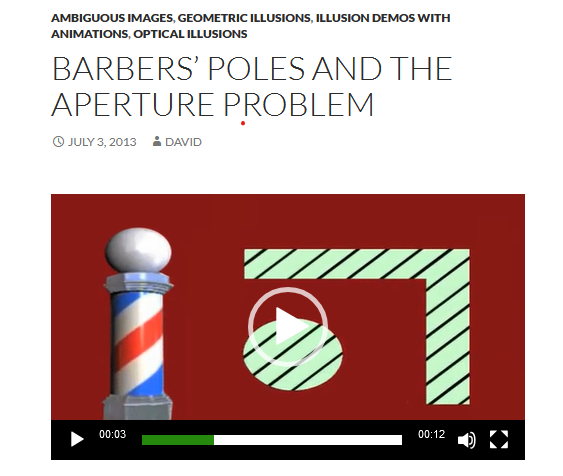 AMBIGUOUS IMAGES, GEOMETRIC ILLUSIONS, ILLUSION DEMOS WITH
ANIMATIONS, OPTICAL ILLUSIONS
BARBERS’ POLES AND THE
APERTURE PROBLEM
JULY 3, 2013 DAVID
00:03 00:12